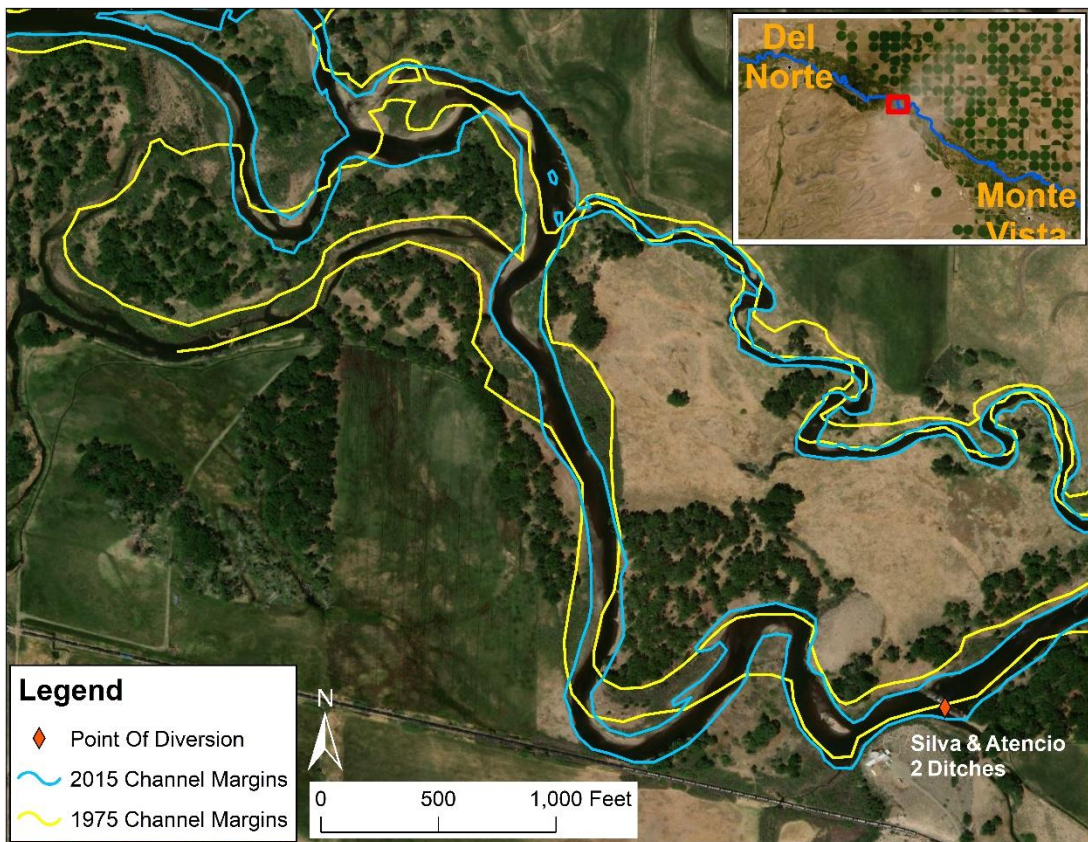 Del
Norte
Monte
Vista
Legend
Point Of Diversion
2015 Channel Margins
1975 Channel Margins
N
0 500 1,000 Feet
Silva & Atencio
2 Ditches